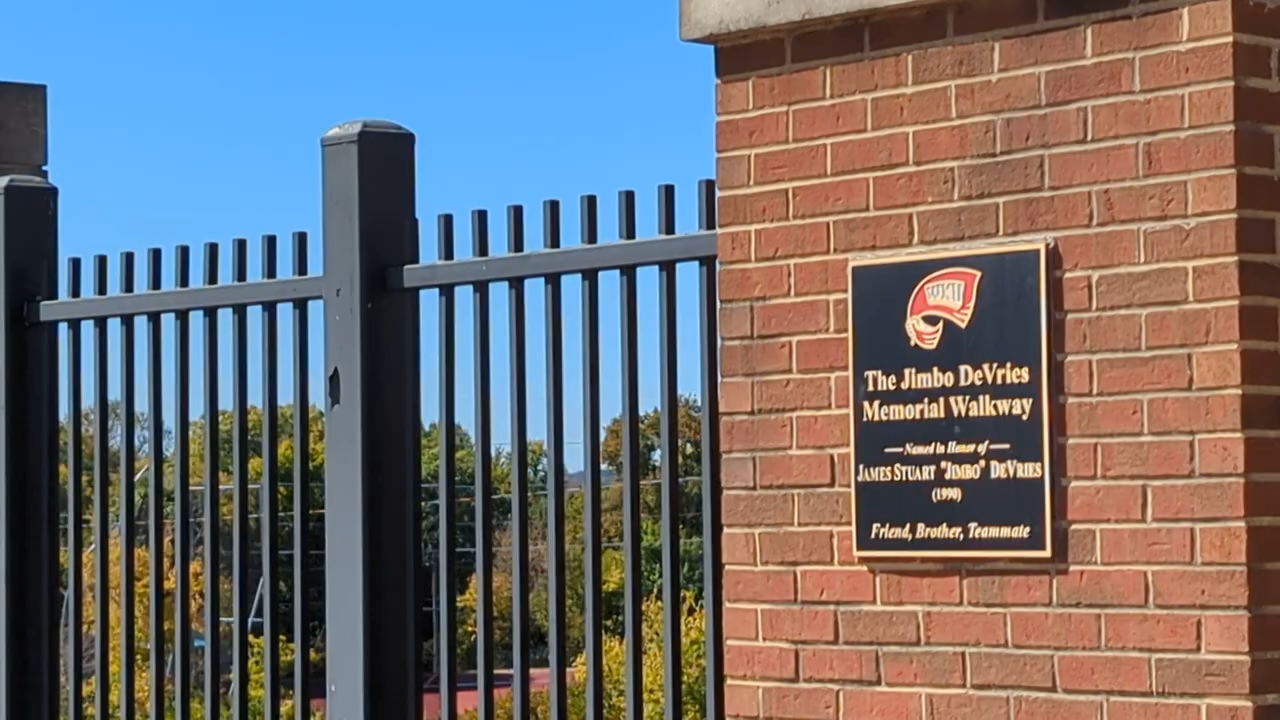 WKU
The Jimbo DeVries
Memorial Walkway
Named In Honor of
JAMES STUART "JIMBO" DEVRIES
(1990)
Friend, Brother, Teammate